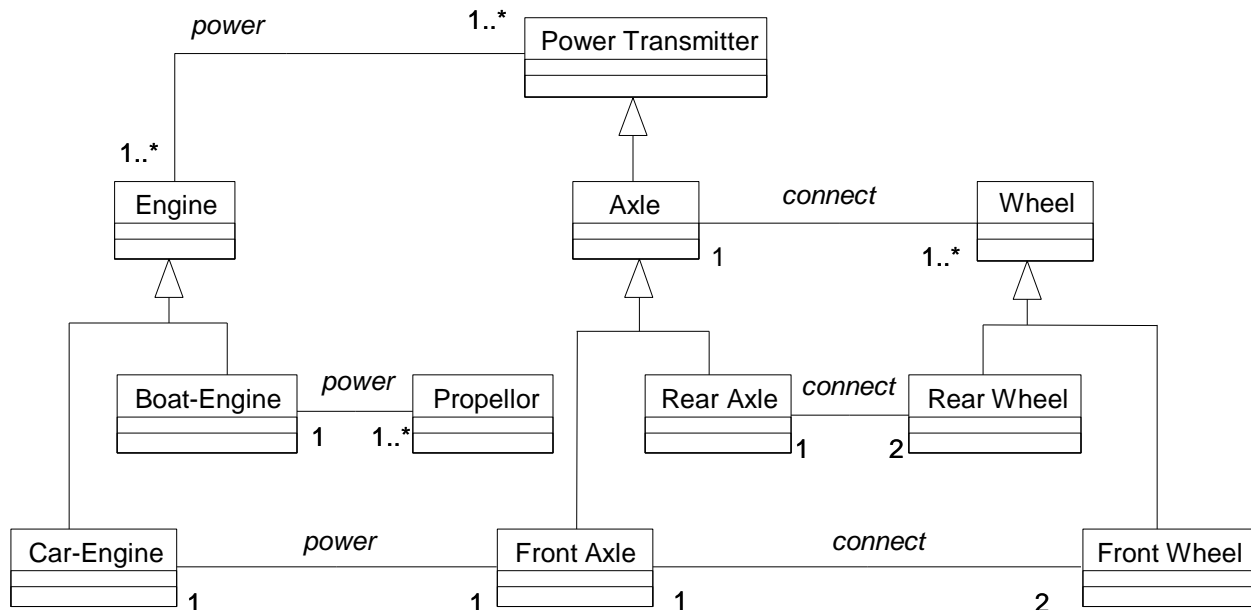 power
1..*
Power Transmitter
1..*
Engine
Axle
connect
Wheel
1
1..*
Boat-Engine
power
Propellor
Rear Axle
connect
Rear Wheel
1
1..*
1
2
Car-Engine
power
Front Axle
connect
Front Wheel
1
1
1
2